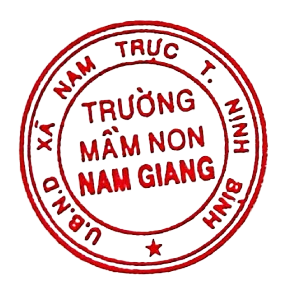 U.B.N.D XÃ NAM TRỰC T. NINH BÌNH
TRƯỜNG
MẦM NON
NAM GIANG